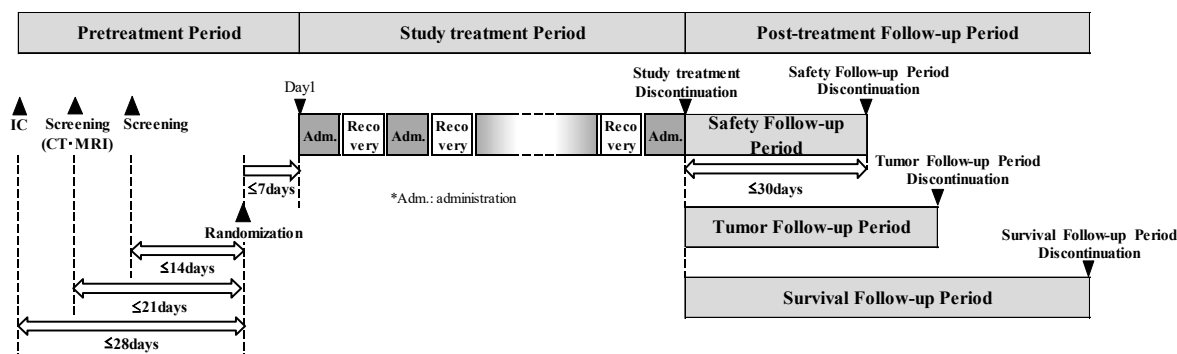 Pretreatment Period
Study treatment Period
Post-treatment Follow-up Period
IC
Screening
(CT・MRI)
Screening
Day1
Study treatment
Discontinuation
Safety Follow-up Period
Discontinuation
Adm.
Reco
very
Adm.
Reco
very
Reco
very
Adm.
Safety Follow-up
Period
≤7days
*Adm.: administration
≤30days
Tumor Follow-up Period
Discontinuation
Randomization
Tumor Follow-up Period
≤14days
Survival Follow-up Period
Discontinuation
≤21days
Survival Follow-up Period
≤28days